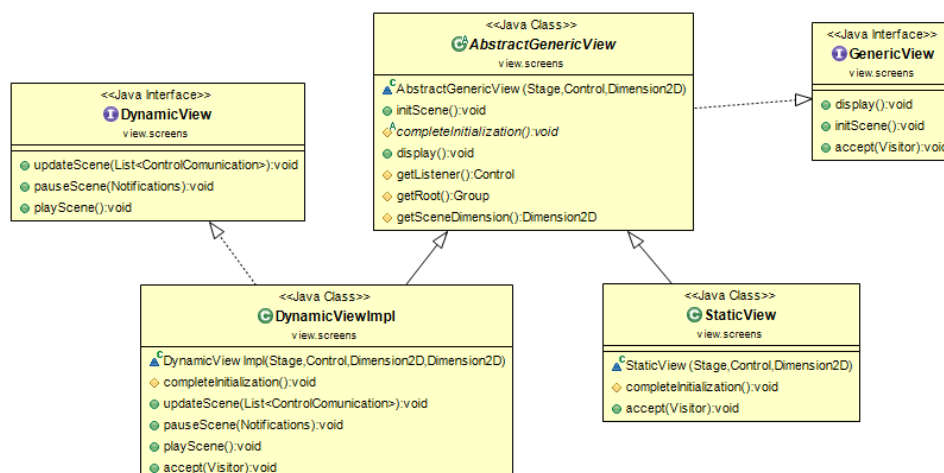 <<Java Class>>
AbstractGenericView
view.screens
AbstractGenericView (Stage,Control,Dimension2D)
initScene():void
completeInitialization():void
display():void
getListener():Control
getRoot():Group
getSceneDimension():Dimension2D
<<Java Interface>>
GenericView
view.screens
display():void
initScene():void
accept(Visitor):void
<<Java Interface>>
DynamicView
view.screens
updateScene(List<ControlComunication>):void
pauseScene(Notifications):void
playScene():void
<<Java Class>>
DynamicViewImpl
view.screens
DynamicView Impl(Stage,Control,Dimension2D,Dimension2D)
completeInitialization():void
updateScene(List<ControlComunication>):void
pauseScene(Notifications):void
playScene():void
accept(Visitor):void
<<Java Class>>
StaticView
view.screens
StaticView (Stage,Control,Dimension2D)
completeInitialization():void
accept(Visitor):void